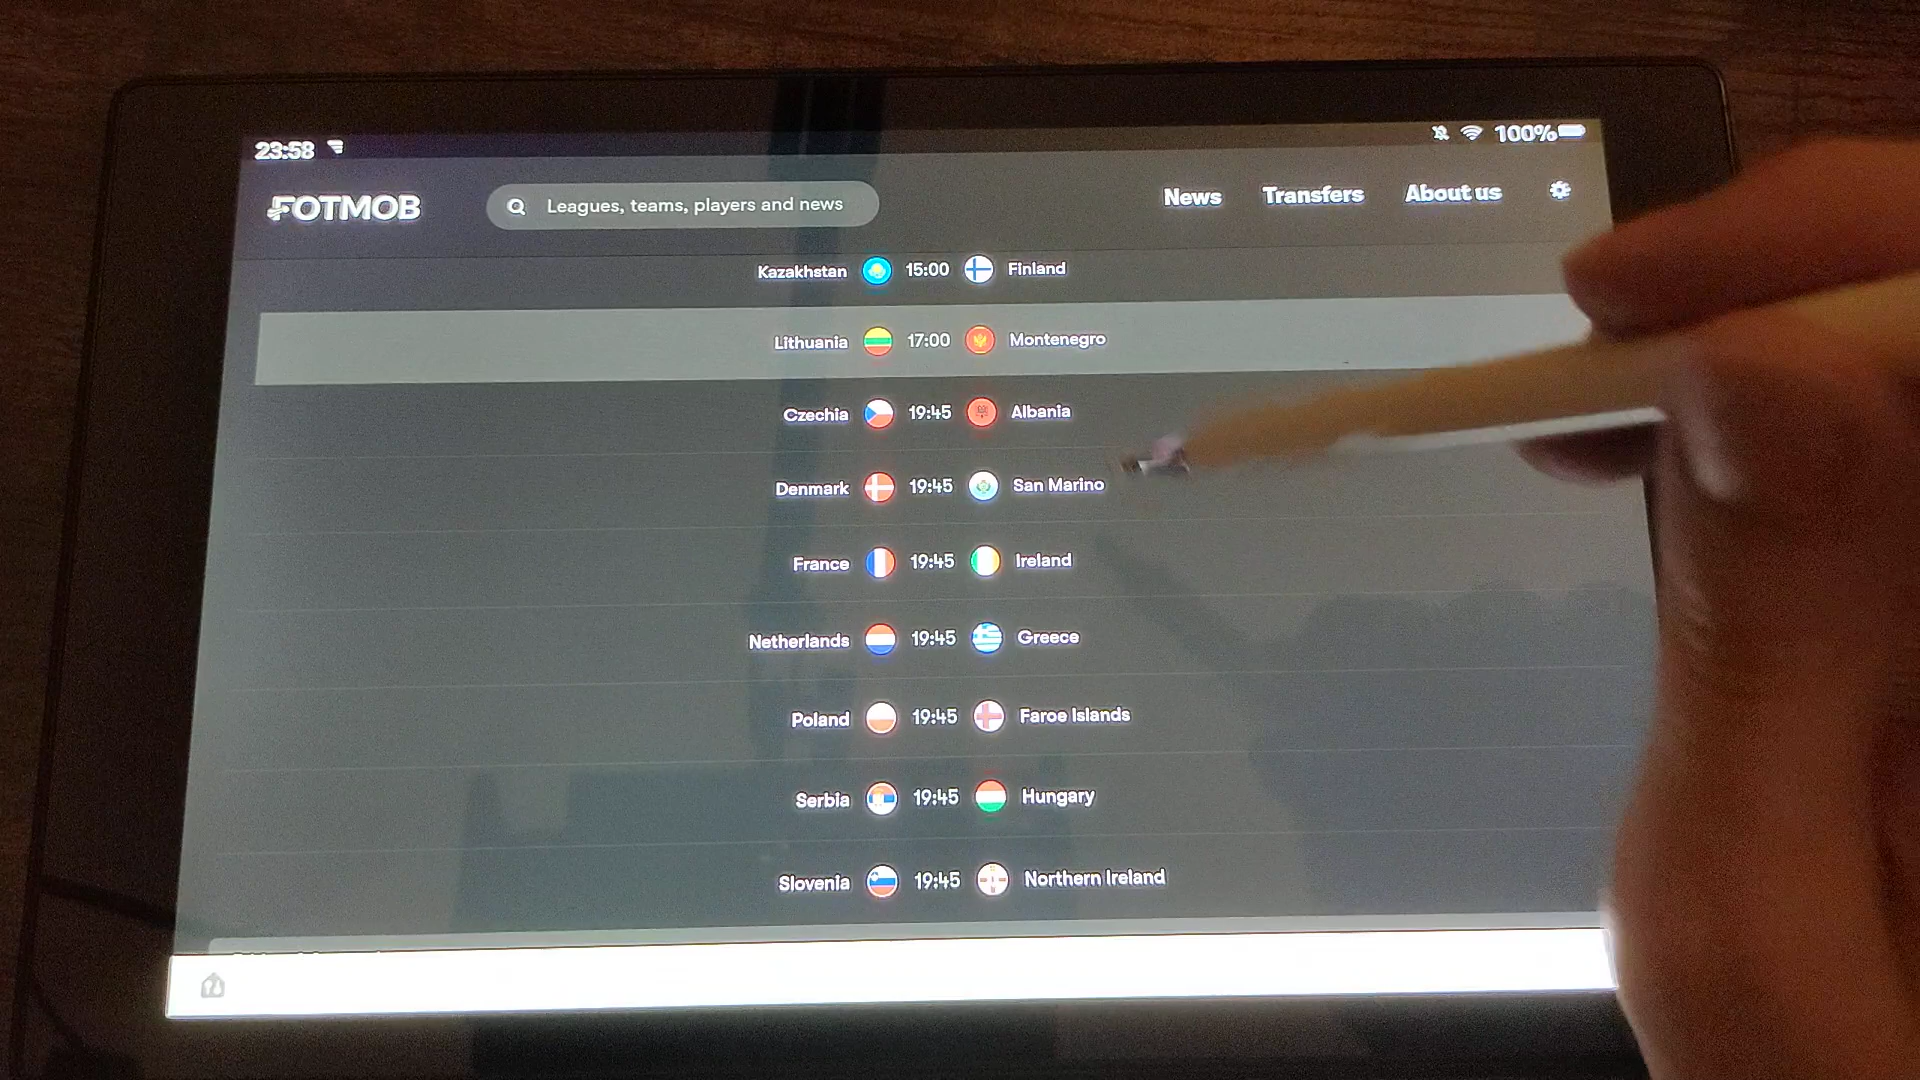 23:58 100%
FOTMOB Leagues, teams, players and news News Transfers About us
Kazakhstan 15:00 Finland
Lithuania 17:00 Montenegro
Czechia 19:45 Albania
Denmark 19:45 San Marino
France 19:45 Ireland
Netherlands 19:45 Greece
Poland 19:45 Faroe Islands
Serbia 19:45 Hungary
Slovenia 19:45 Northern Ireland